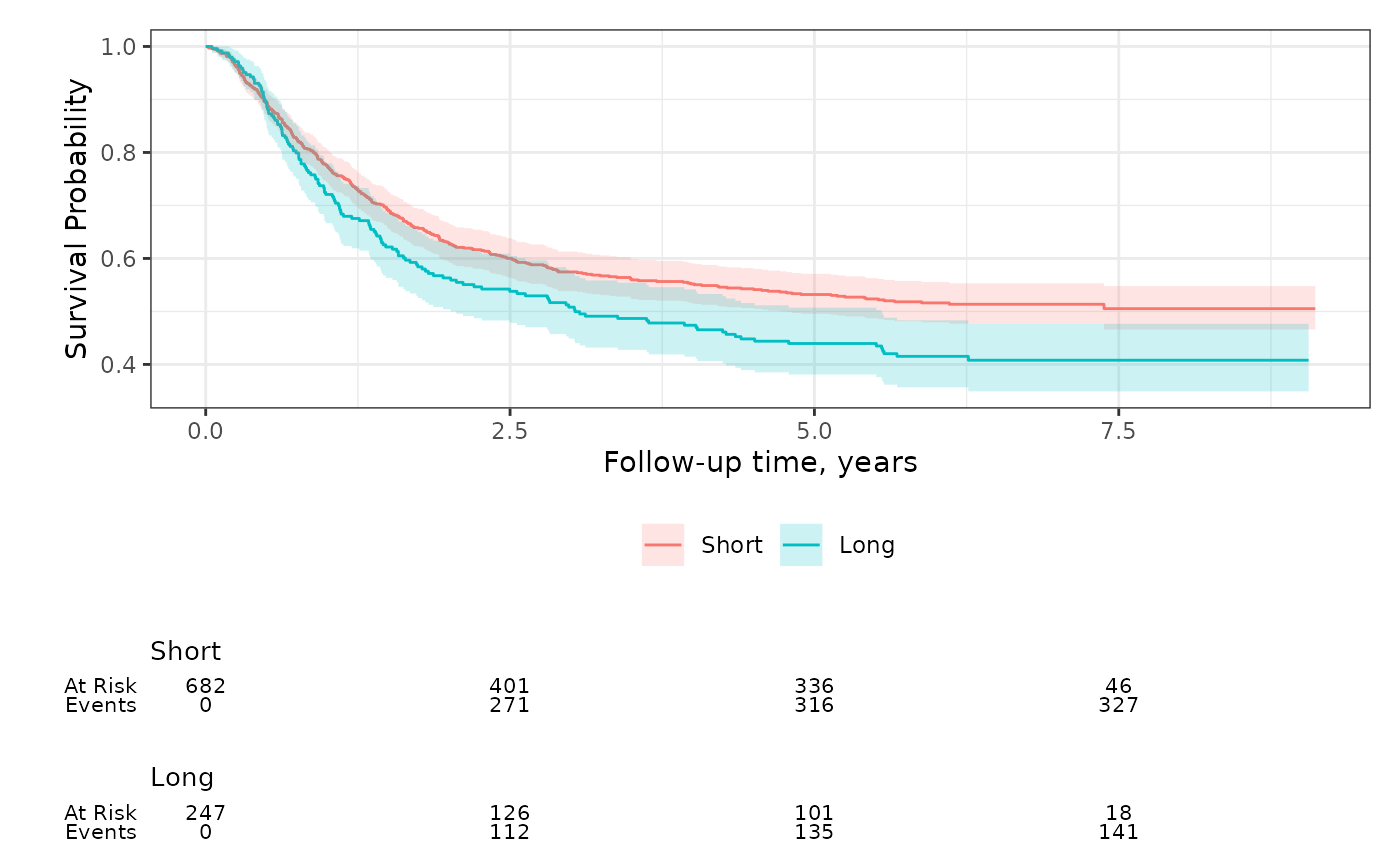 Survival Probability
1.0
0.8
0.6
0.4
0.0 2.5 5.0 7.5
Follow-up time, years
Short Long
Short
At Risk 682 401 336 46
Events 0 271 316 327
Long
At Risk 247 126 101 18
Events 0 112 135 141